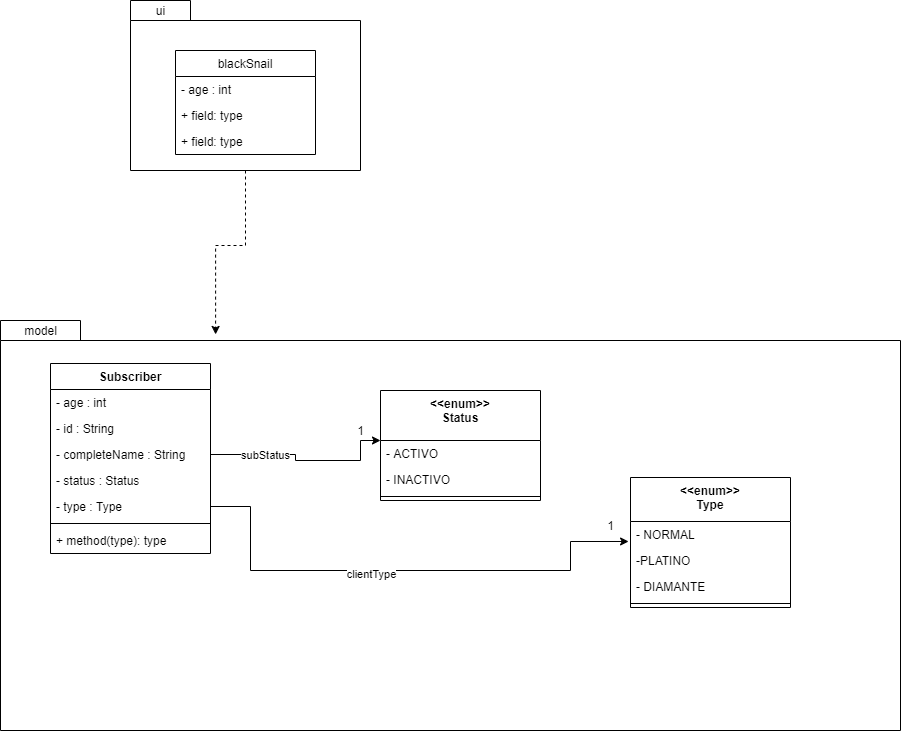 ui
blackSnail
- age : int
+ field: type
+ field: type
model
Subscriber
- age : int
- id : String
- completeName : String
- status : Status
- type : Type
+ method(type): type
subStatus
1
<<enum>>
Status
- ACTIVO
- INACTIVO
clientType
1
<<enum>>
Type
- NORMAL
-PLATINO
- DIAMANTE